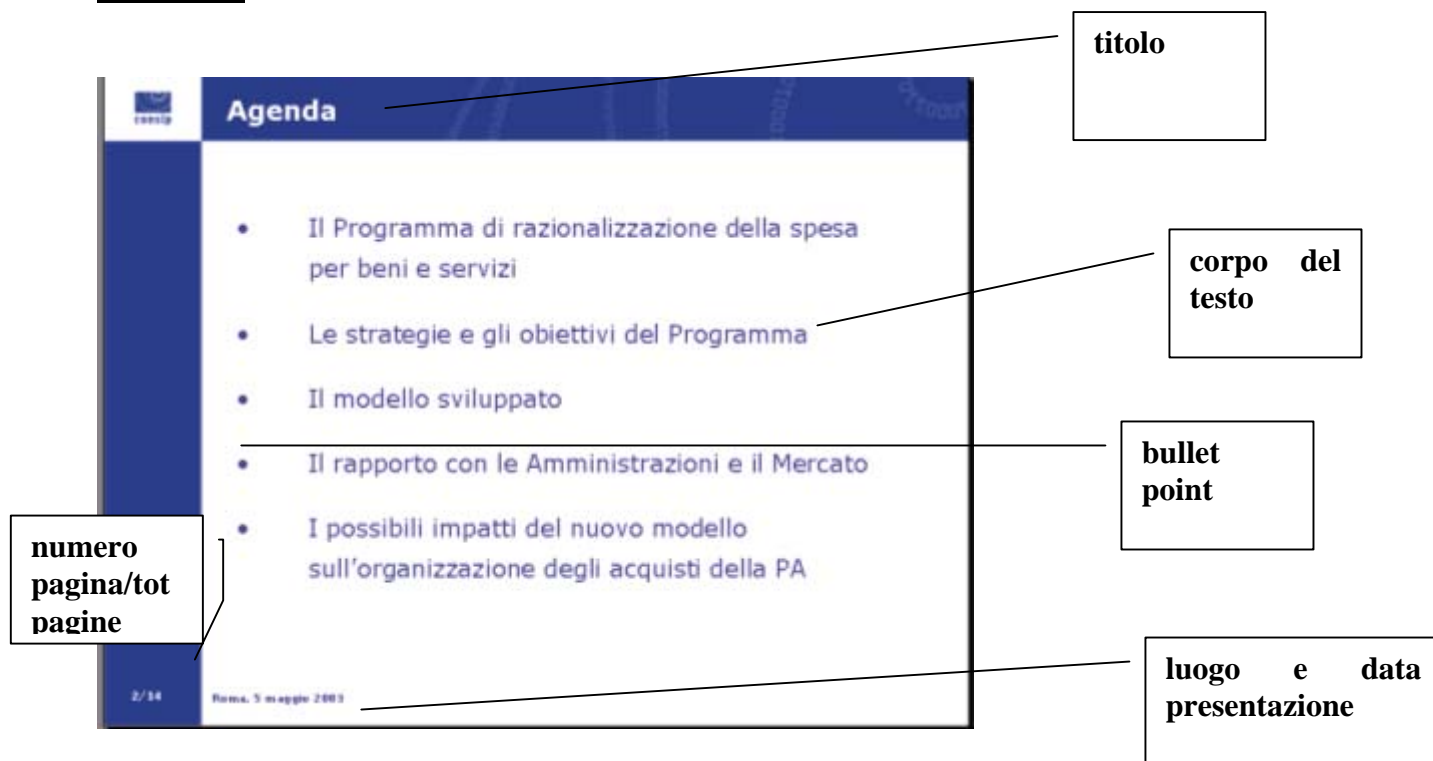 titolo
consip
Agenda
• Il Programma di razionalizzazione della spesa
per beni e servizi
corpo del
testo
• Le strategie e gli obiettivi del Programma
• Il modello sviluppato
bullet
point
• Il rapporto con le Amministrazioni e il Mercato
• I possibili impatti del nuovo modello
sull'organizzazione degli acquisti della PA
numero
pagina/tot
pagine
luogo e data
presentazione
2/14
Roma, 5 maggio 2003